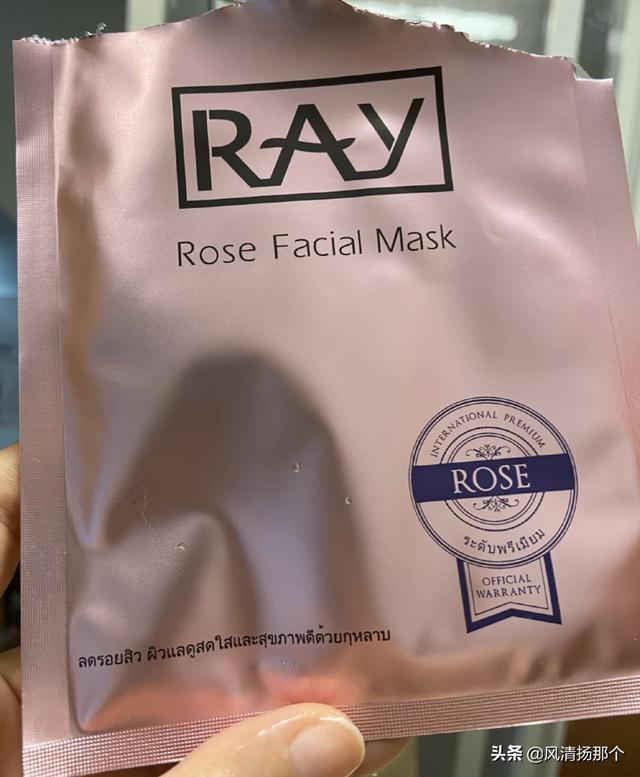 RAY
Rose Facial Mask
INTERNATIONAL PREMIUM
ROSE
ระดับพรีเมียม
OFFICIAL
WARRANTY
ลดรอยสิว ผิวแลดูสดใสและสุขภาพดีด้วยกุหลาบ
头条 @风清扬那个